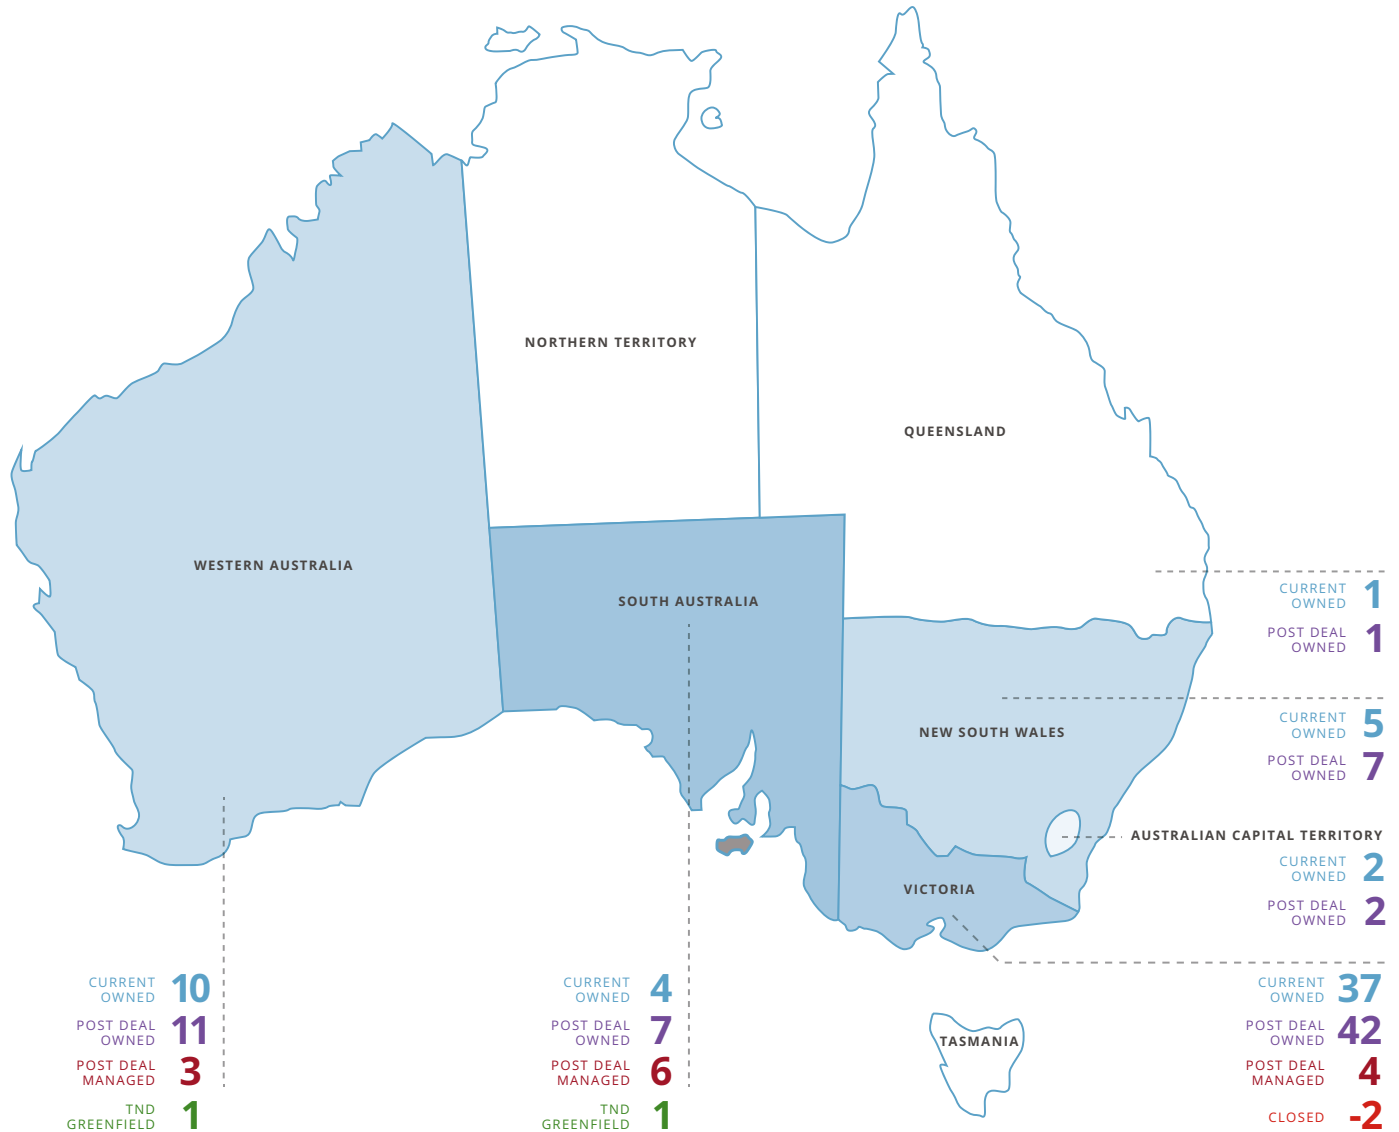 NORTHERN TERRITORY
QUEENSLAND
WESTERN AUSTRALIA
SOUTH AUSTRALIA
CURRENT
OWNED 1
POST DEAL
OWNED 1
NEW SOUTH WALES
CURRENT
OWNED 5
POST DEAL
OWNED 7
AUSTRALIAN CAPITAL TERRITORY
CURRENT
OWNED 2
POST DEAL
OWNED 2
VICTORIA
CURRENT
OWNED 10
POST DEAL
OWNED 11
POST DEAL
MANAGED 3
TND
GREENFIELD 1
CURRENT
OWNED 4
POST DEAL
OWNED 7
POST DEAL
MANAGED 6
TND
GREENFIELD 1
TASMANIA
CURRENT
OWNED 37
POST DEAL
OWNED 42
POST DEAL
MANAGED 4
CLOSED -2